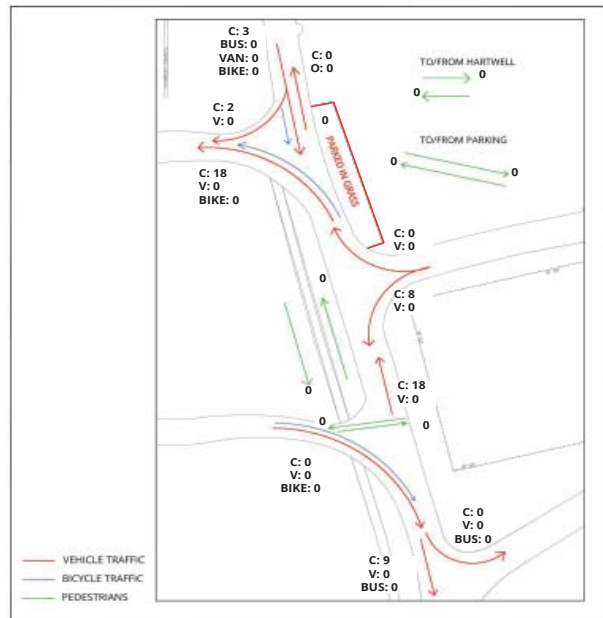 C: 3
BUS: 0
VAN: 0
BIKE: 0
C: 0
O: 0
TO/FROM HARTWELL
0
0
C: 2
V: 0
0
PARKED IN GRASS
TO/FROM PARKING
0
0
C: 18
V: 0
BIKE: 0
C: 0
V: 0
0
C: 8
V: 0
0
C: 18
V: 0
0
0
C: 0
V: 0
BIKE: 0
C: 0
V: 0
BUS: 0
C: 9
V: 0
BUS: 0
VEHICLE TRAFFIC
BICYCLE TRAFFIC
PEDESTRIANS